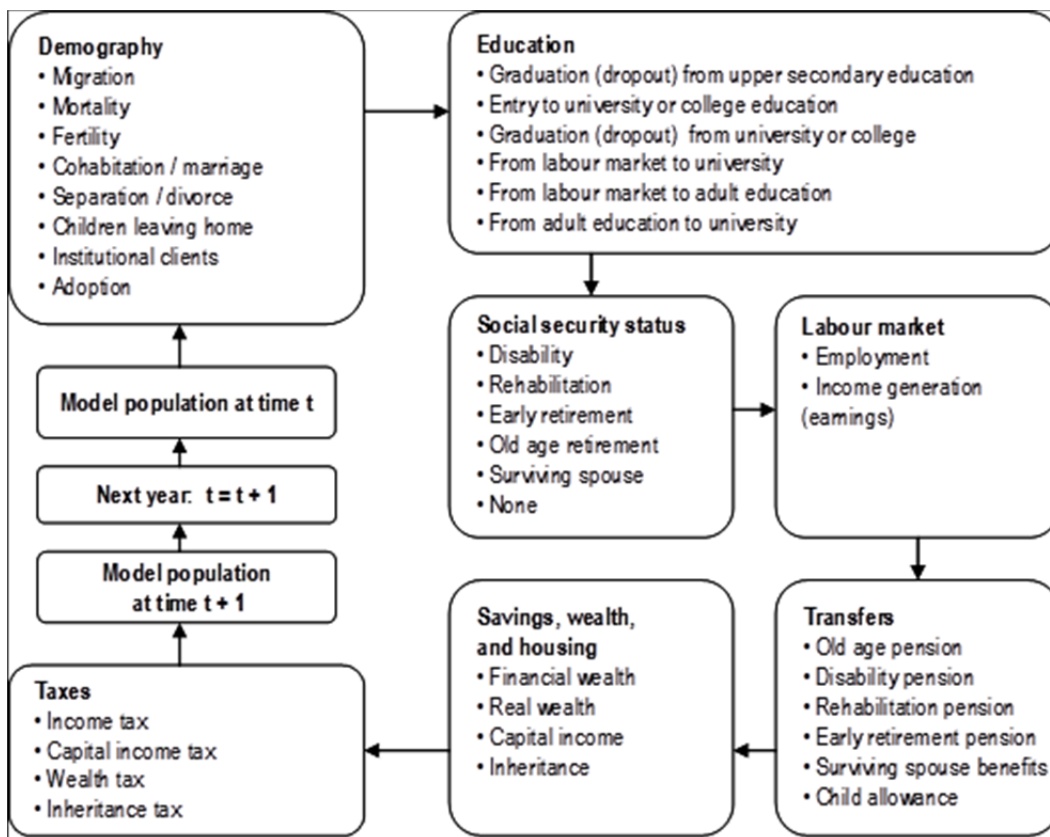 Demography
• Migration
• Mortality
• Fertility
• Cohabitation / marriage
• Separation / divorce
• Children leaving home
• Institutional clients
• Adoption
Education
• Graduation (dropout) from upper secondary education
• Entry to university or college education
• Graduation (dropout) from university or college
• From labour market to university
• From labour market to adult education
• From adult education to university
Social security status
• Disability
• Rehabilitation
• Early retirement
• Old age retirement
• Surviving spouse
• None
Labour market
• Employment
• Income generation
(earnings)
Transfers
• Old age pension
• Disability pension
• Rehabilitation pension
• Early retirement pension
• Surviving spouse benefits
• Child allowance
Savings, wealth,
and housing
• Financial wealth
• Real wealth
• Capital income
• Inheritance
Taxes
• Income tax
• Capital income tax
• Wealth tax
• Inheritance tax
Model population
at time t + 1
Next year: t = t + 1
Model population at time t